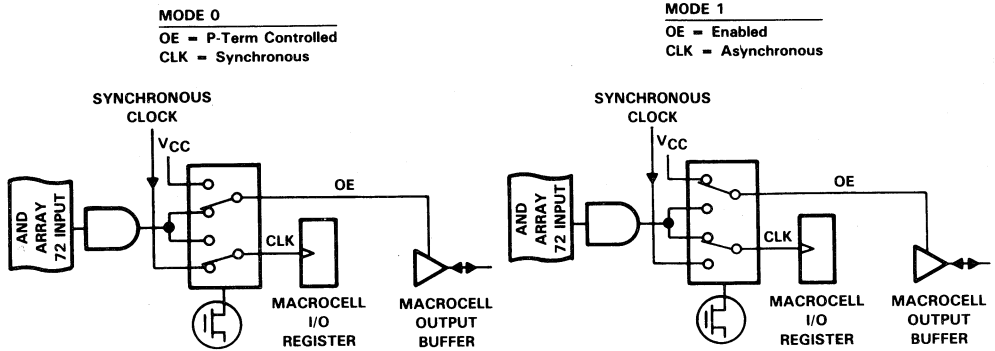 MODE 0
OE = P-Term Controlled
CLK = Synchronous
SYNCHRONOUS
CLOCK
VCC
AND
ARRAY
72 INPUT
OE
CLK
MACROCELL
I/O
REGISTER
MACROCELL
OUTPUT
BUFFER
MODE 1
OE = Enabled
CLK = Asynchronous
SYNCHRONOUS
CLOCK
VCC
AND
ARRAY
72 INPUT
OE
CLK
MACROCELL
I/O
REGISTER
MACROCELL
OUTPUT
BUFFER